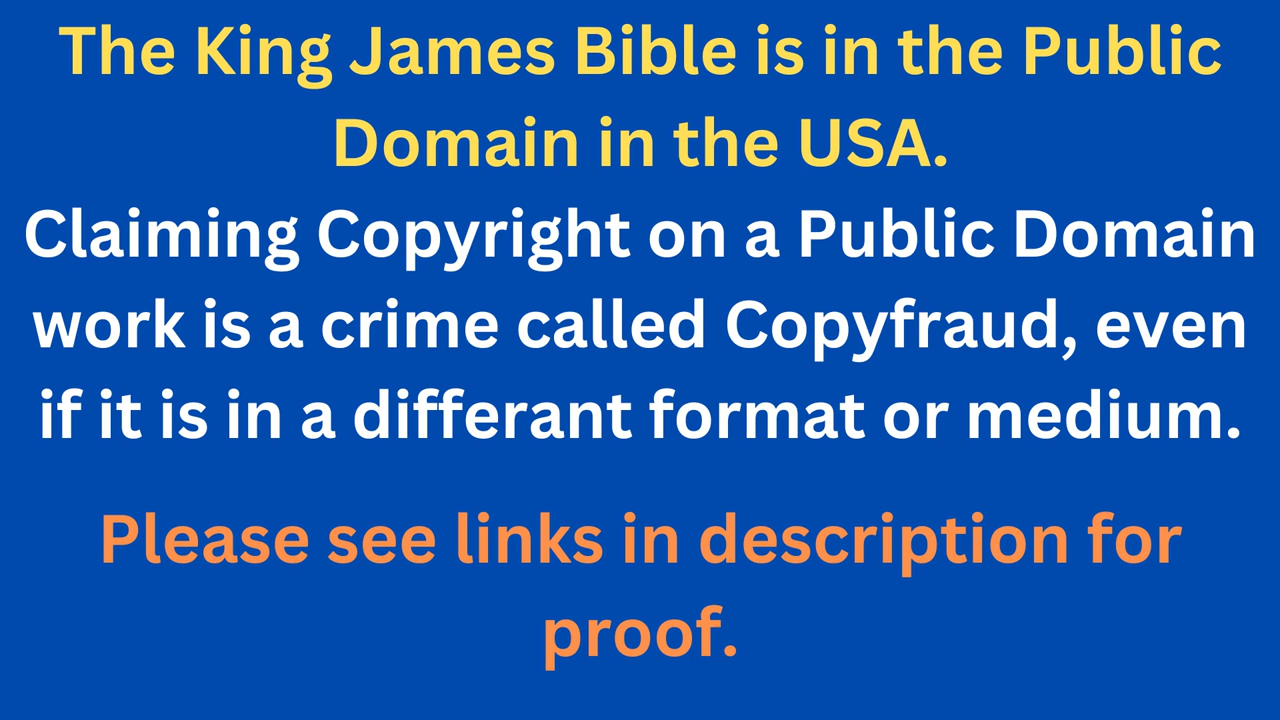 The King James Bible is in the Public
Domain in the USA.
Claiming Copyright on a Public Domain
work is a crime called Copyfraud, even
if it is in a differant format or medium.
Please see links in description for
proof.